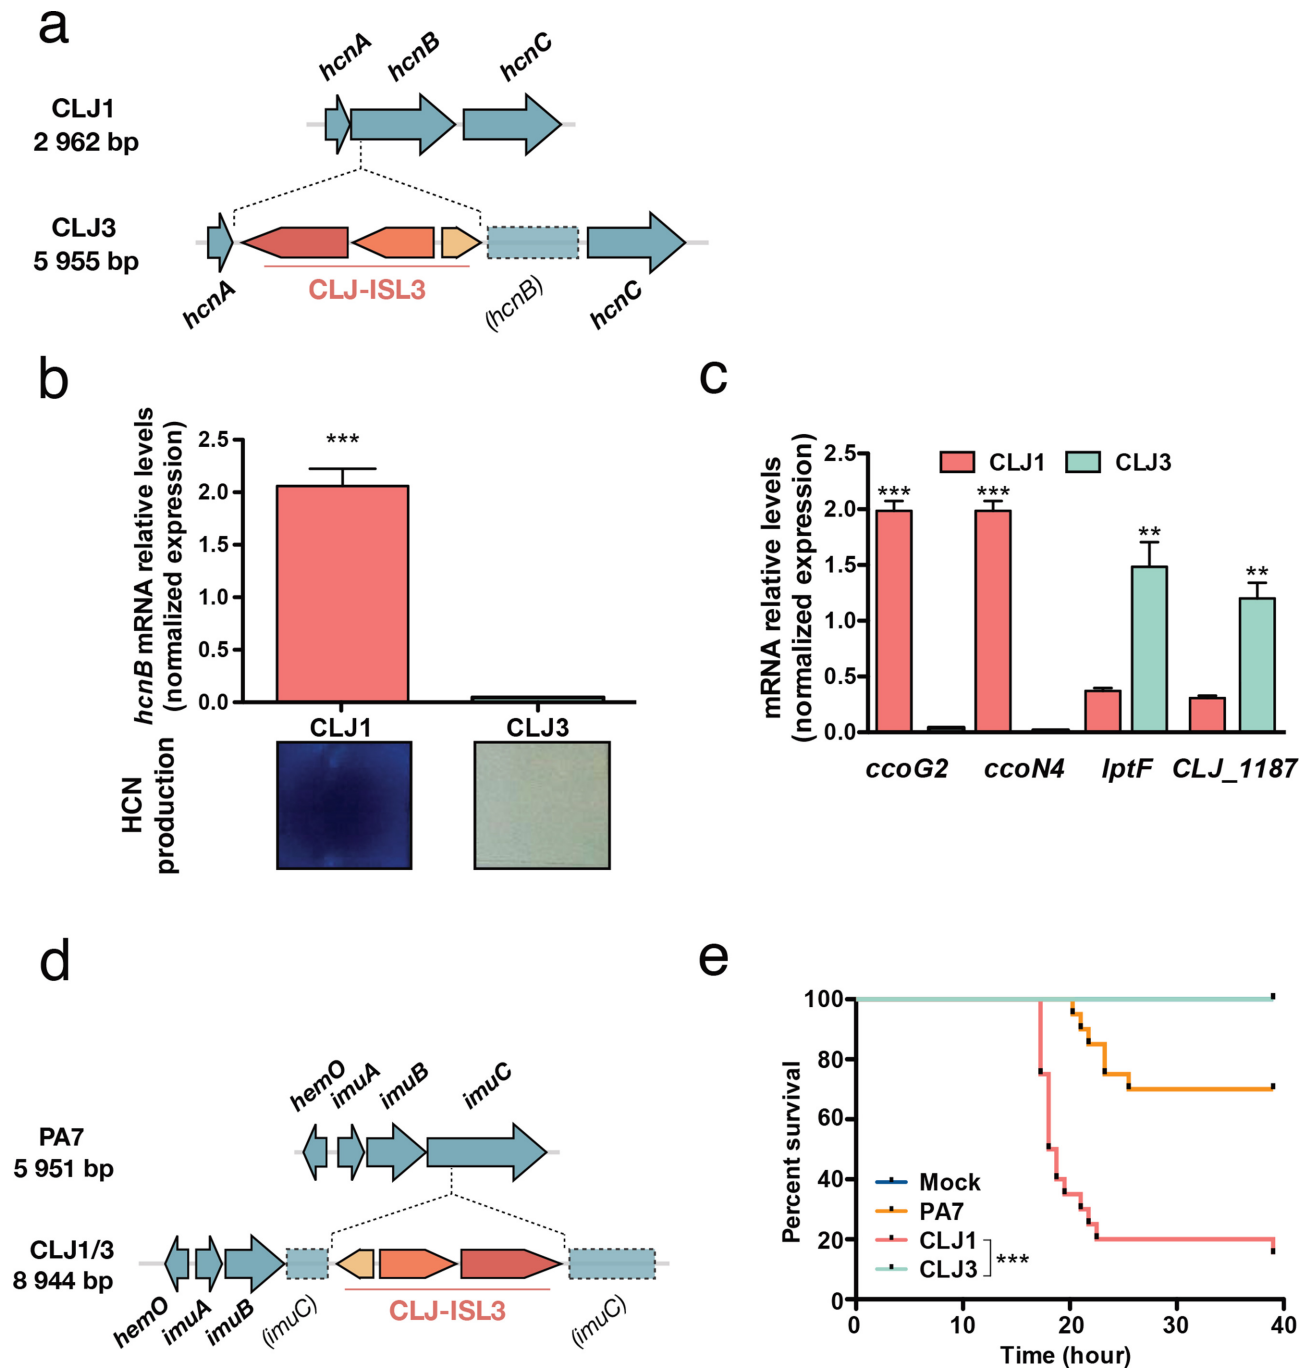 a
hcnA
hcnB
hcnC
CLJ1
2 962 bp
CLJ3
5 955 bp
CLJ-ISL3
hcnA
(hcnB)
hcnC
b
hcnB mRNA relative levels
(normalized expression)
2.5
2.0
1.5
1.0
0.5
0.0
***
CLJ1
CLJ3
HCN
production
c
mRNA relative levels
(normalized expression)
2.5
2.0
1.5
1.0
0.5
0.0
CLJ1
CLJ3
***
***
**
**
ccoG2
ccoN4
lptF
CLJ_1187
d
hemO
imuA
imuB
imuC
PA7
5 951 bp
CLJ1/3
8 944 bp
hemO
imuA
imuB
(imuC)
CLJ-ISL3
(imuC)
e
Percent survival
100
80
60
40
20
0
Mock
PA7
CLJ1
CLJ3
***
0
10
20
30
40
Time (hour)